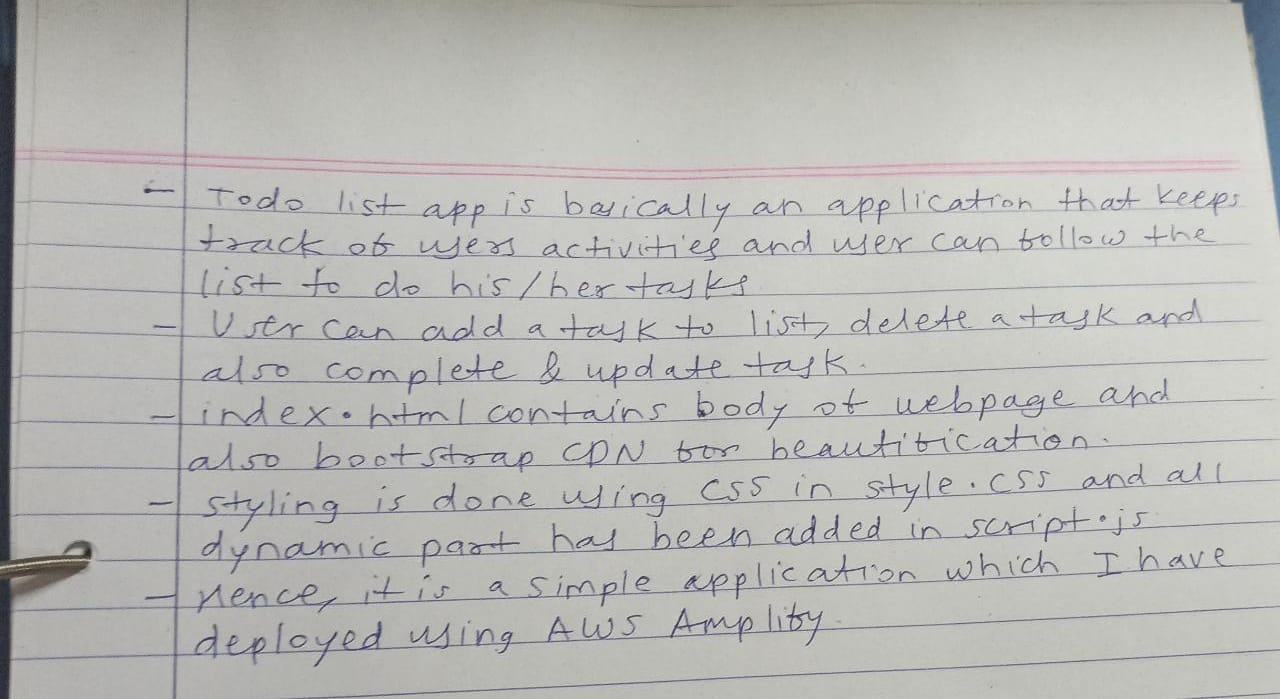 - Todo list app is basically an application that keeps
track of users activities and user can follow the
list to do his/her tasks
- User can add a task to list, delete a task and
also complete & update task.
- index.html contains body of webpage and
also bootstrap CDN for beautification.
- styling is done using CSS in style.css and all
dynamic part has been added in script.js
- Hence, it is a simple application which I have
deployed using AWS Amplify.